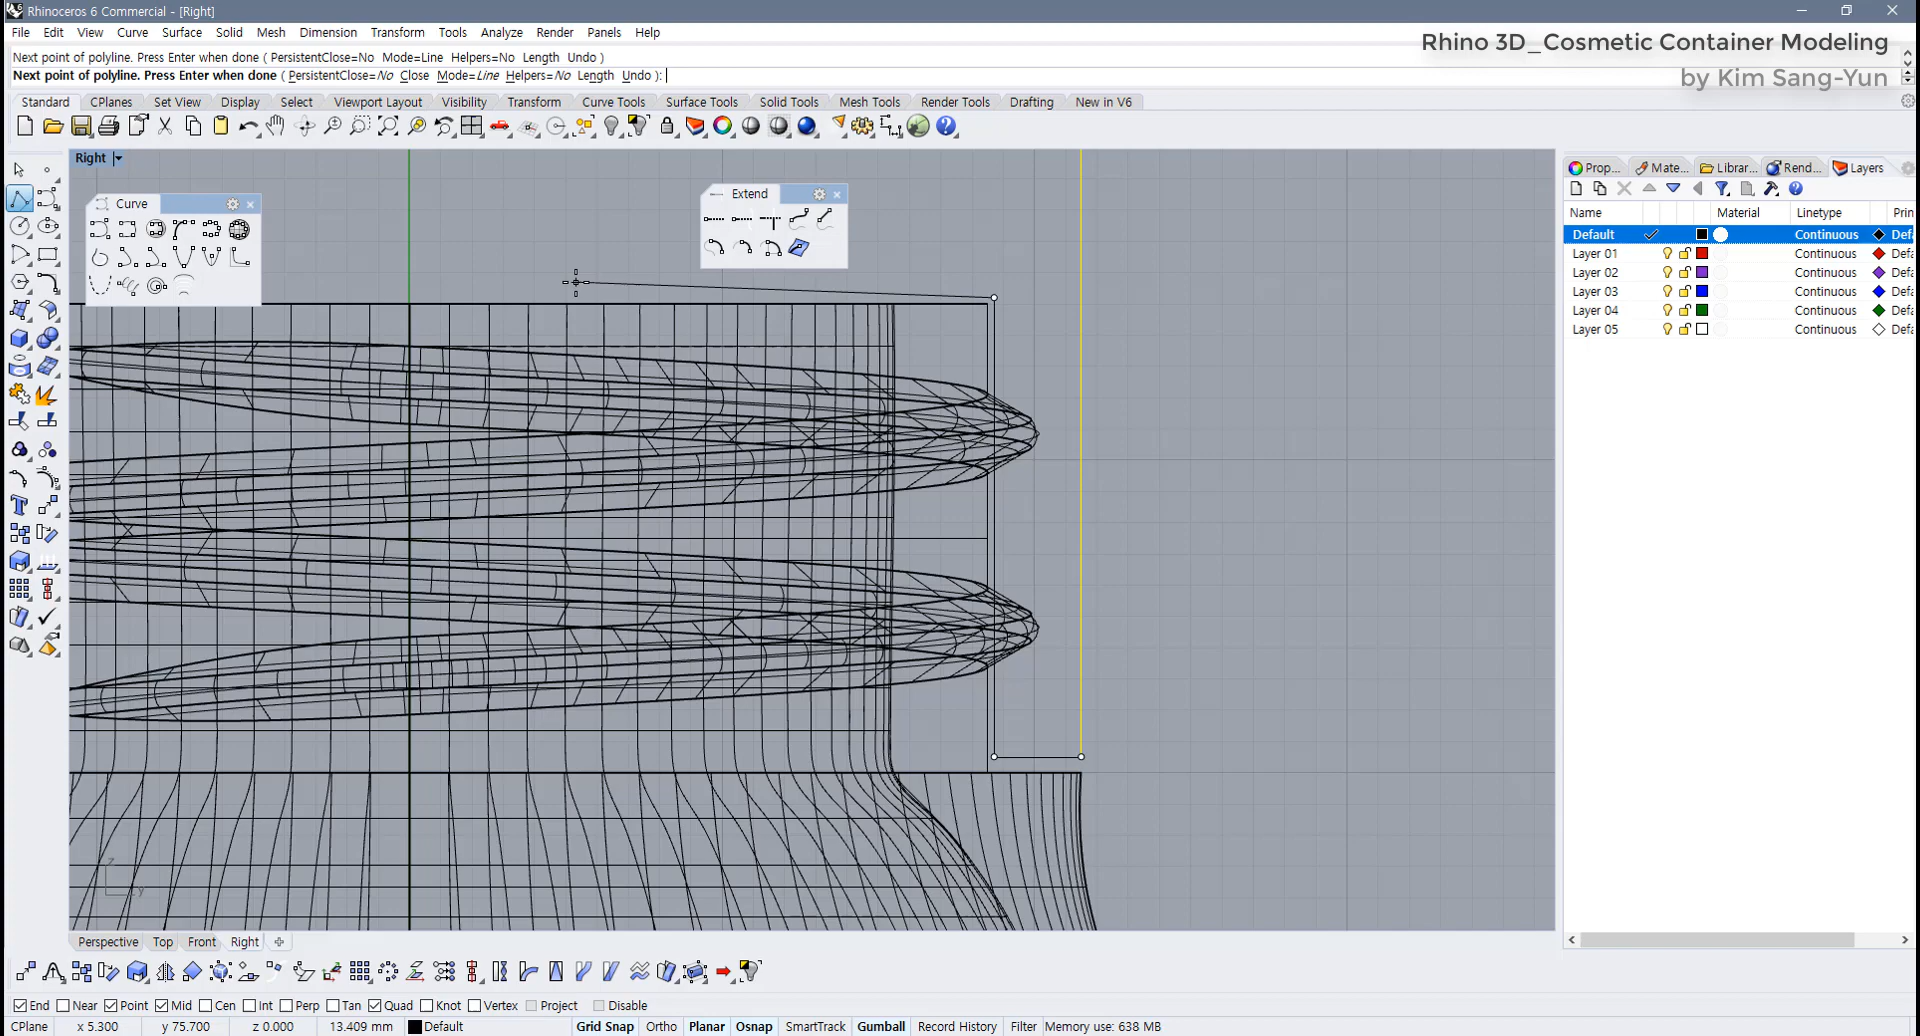 Rhinoceros 6 Commercial - [Right]
File Edit View Curve Surface Solid Mesh Dimension Transform Tools Analyze Render Panels Help
Rhino 3D_Cosmetic Container Modeling
by Kim Sang-Yun
Next point of polyline. Press Enter when done ( PersistentClose=No Mode=Line Helpers=No Length Undo )
Next point of polyline. Press Enter when done ( PersistentClose=No Close Mode=Line Helpers=No Length Undo ):
Standard CPlanes Set View Display Select Viewport Layout Visibility Transform Curve Tools Surface Tools Solid Tools Mesh Tools Render Tools Drafting New in V6
Right
Curve
Extend
Prop... Mate... Librar... Rend... Layers
Name Material Linetype Prin
Default Continuous Defa
Layer 01 Continuous Defa
Layer 02 Continuous Defa
Layer 03 Continuous Defa
Layer 04 Continuous Defa
Layer 05 Continuous Defa
z
y
Perspective Top Front Right
End Near Point Mid Cen Int Perp Tan Quad Knot Vertex Project Disable
CPlane x 5.300 y 75.700 z 0.000 13.409 mm Default Grid Snap Ortho Planar Osnap SmartTrack Gumball Record History Filter Memory use: 638 MB